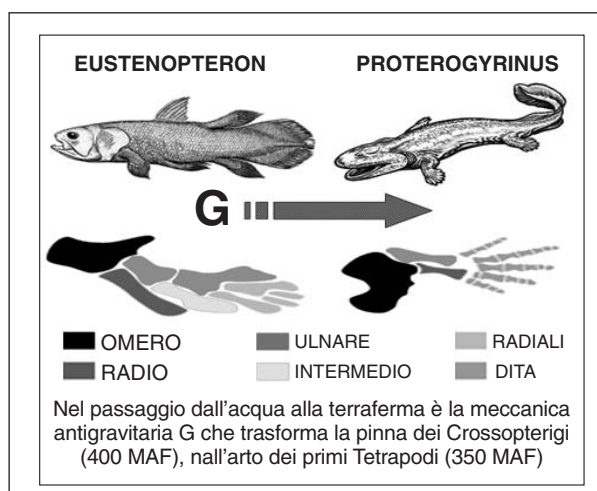 EUSTENOPTERON PROTEROGYRINUS
G
OMERO ULNARE RADIALI
RADIO INTERMEDIO DITA
Nel passaggio dall'acqua alla terraferma è la meccanica
antigravitaria G che trasforma la pinna dei Crossopterigi
(400 MAF), nall'arto dei primi Tetrapodi (350 MAF)